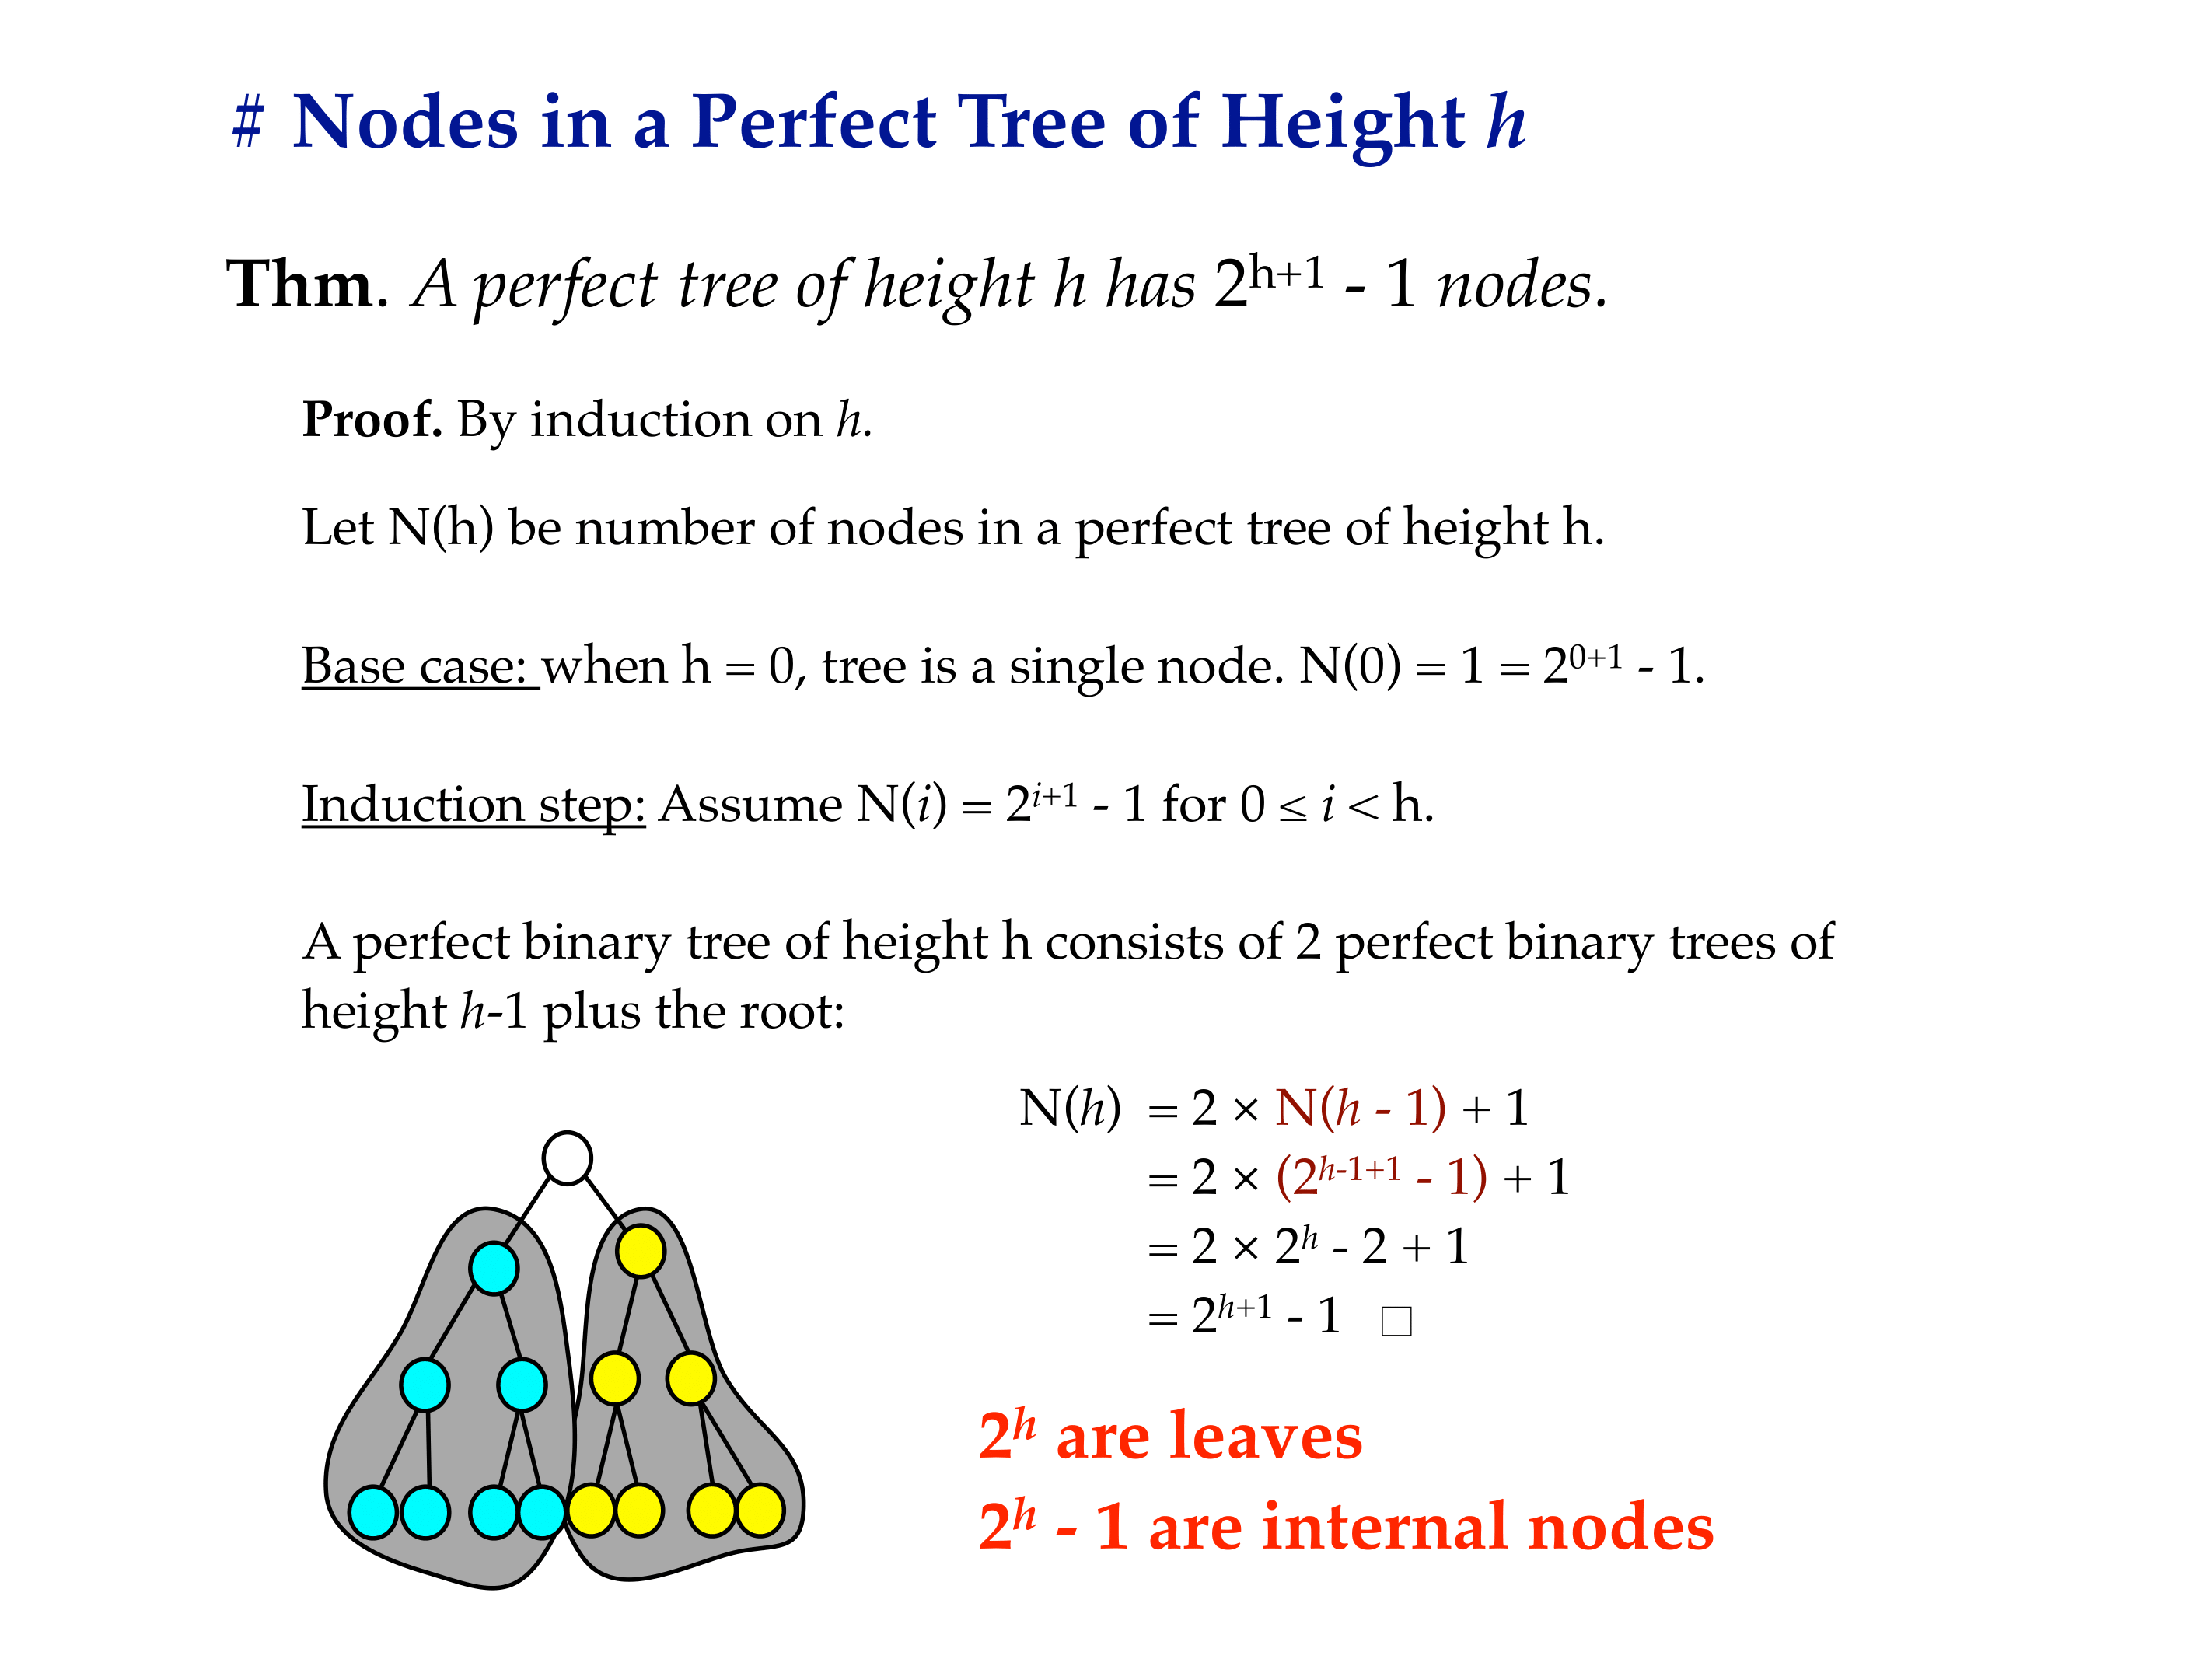 # Nodes in a Perfect Tree of Height h
Thm. A perfect tree of height h has 2^{h+1} - 1 nodes.
Proof. By induction on h.
Let N(h) be number of nodes in a perfect tree of height h.
Base case: when h = 0, tree is a single node. N(0) = 1 = 2^{0+1} - 1.
Induction step: Assume N(i) = 2^{i+1} - 1 for 0 ≤ i < h.
A perfect binary tree of height h consists of 2 perfect binary trees of
height h-1 plus the root:
N(h) = 2 × N(h - 1) + 1
= 2 × (2^{h-1+1} - 1) + 1
= 2 × 2^h - 2 + 1
= 2^{h+1} - 1 □
2^h are leaves
2^h - 1 are internal nodes